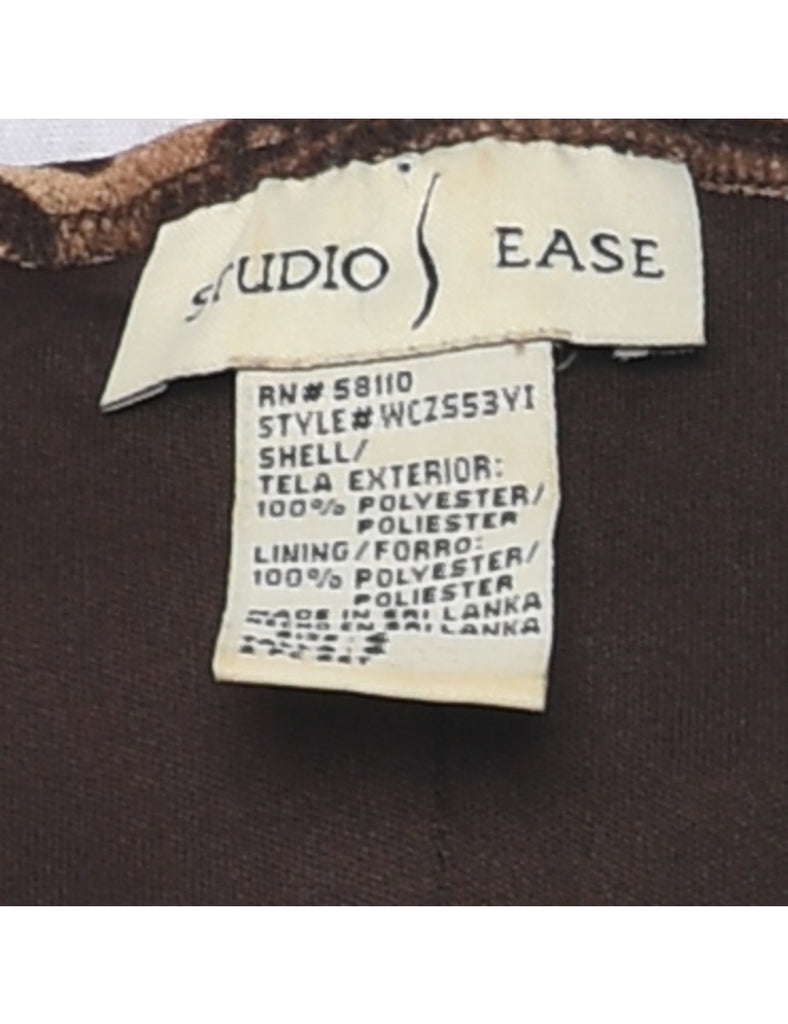 STUDIO EASE
RN# 58110
STYLE# WCZS53YI
SHELL/
TELA EXTERIOR:
100% POLYESTER/
POLIESTER
LINING/FORRO:
100% POLYESTER/
POLIESTER
MADE IN SRI LANKA
LANKA